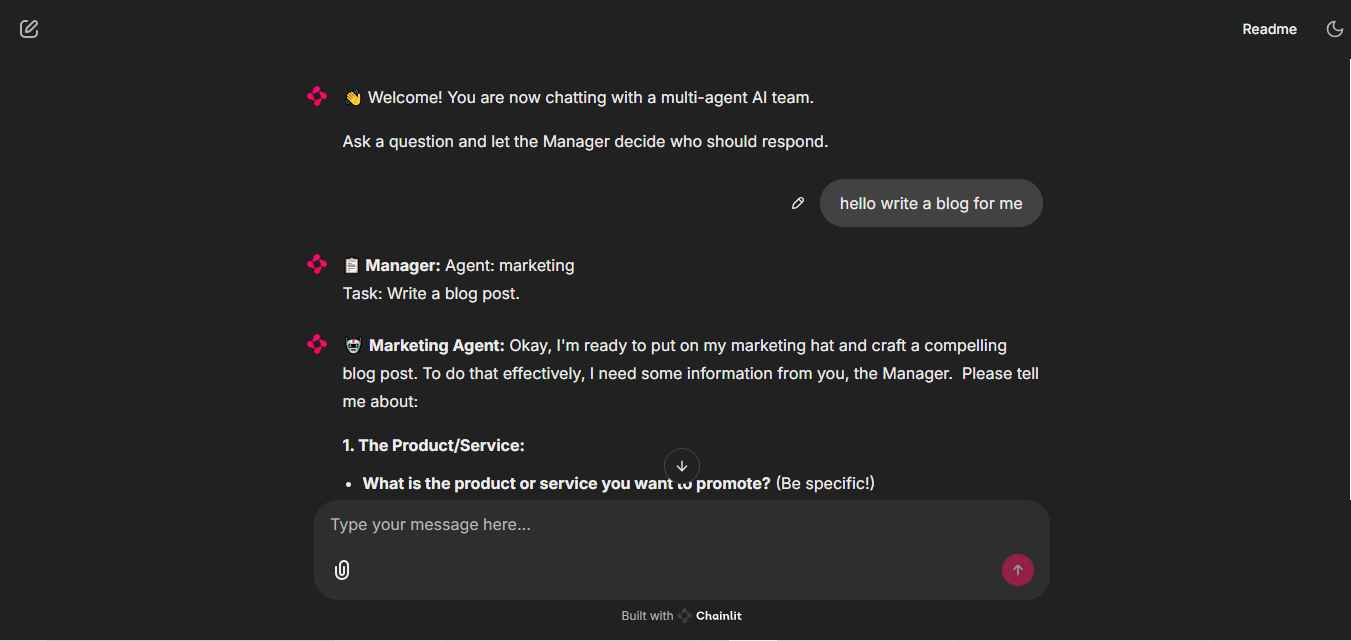 Readme
👋 Welcome! You are now chatting with a multi-agent AI team.
Ask a question and let the Manager decide who should respond.
hello write a blog for me
📋 Manager: Agent: marketing
Task: Write a blog post.
🤖 Marketing Agent: Okay, I'm ready to put on my marketing hat and craft a compelling
blog post. To do that effectively, I need some information from you, the Manager.  Please tell
me about:
1. The Product/Service:
• What is the product or service you want to promote? (Be specific!)
Type your message here...
Built with Chainlit